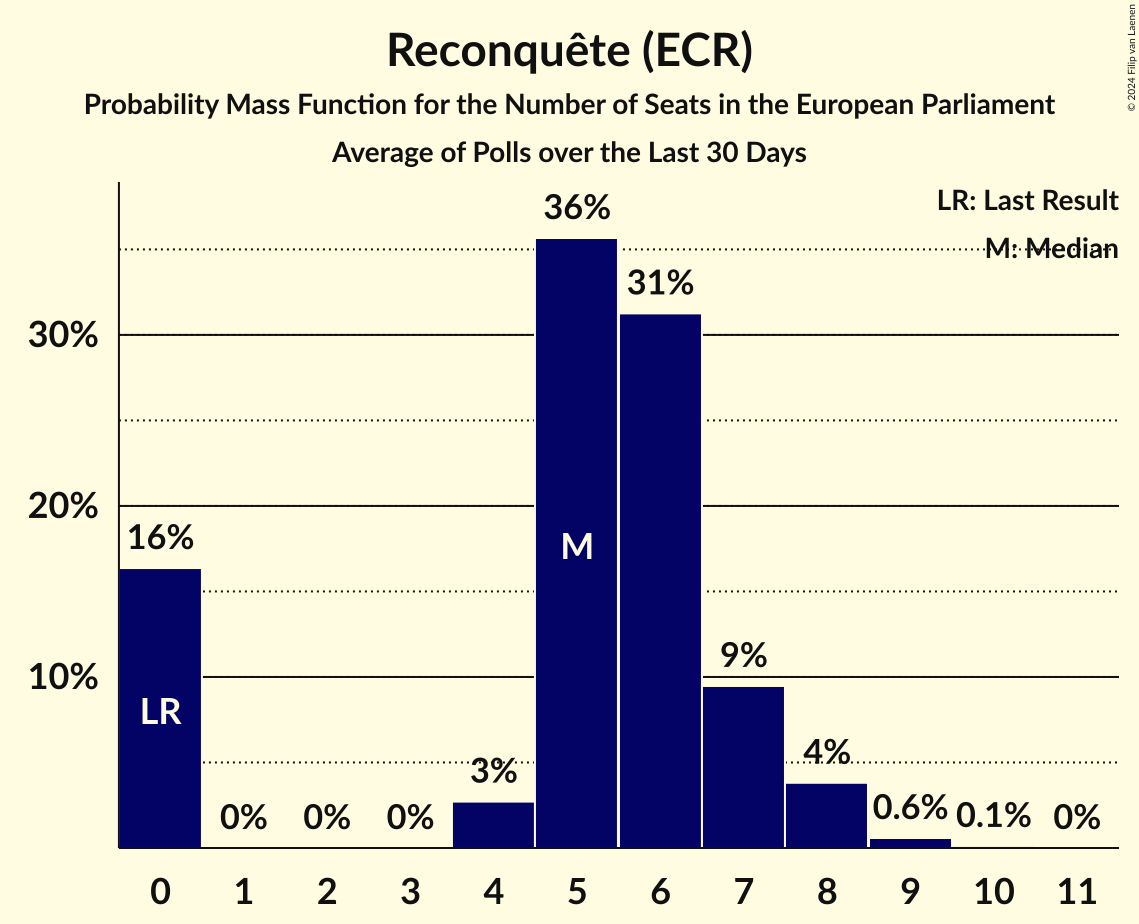 Reconquête (ECR)
Probability Mass Function for the Number of Seats in the European Parliament
Average of Polls over the Last 30 Days
© 2024 Filip van Laenen
LR: Last Result
M: Median
36%
31%
30%
20%
16%
M
9%
10%
LR
4%
3%
0%
0%
0%
0.6%
0.1%
0%
0 1 2 3 4 5 6 7 8 9 10 11